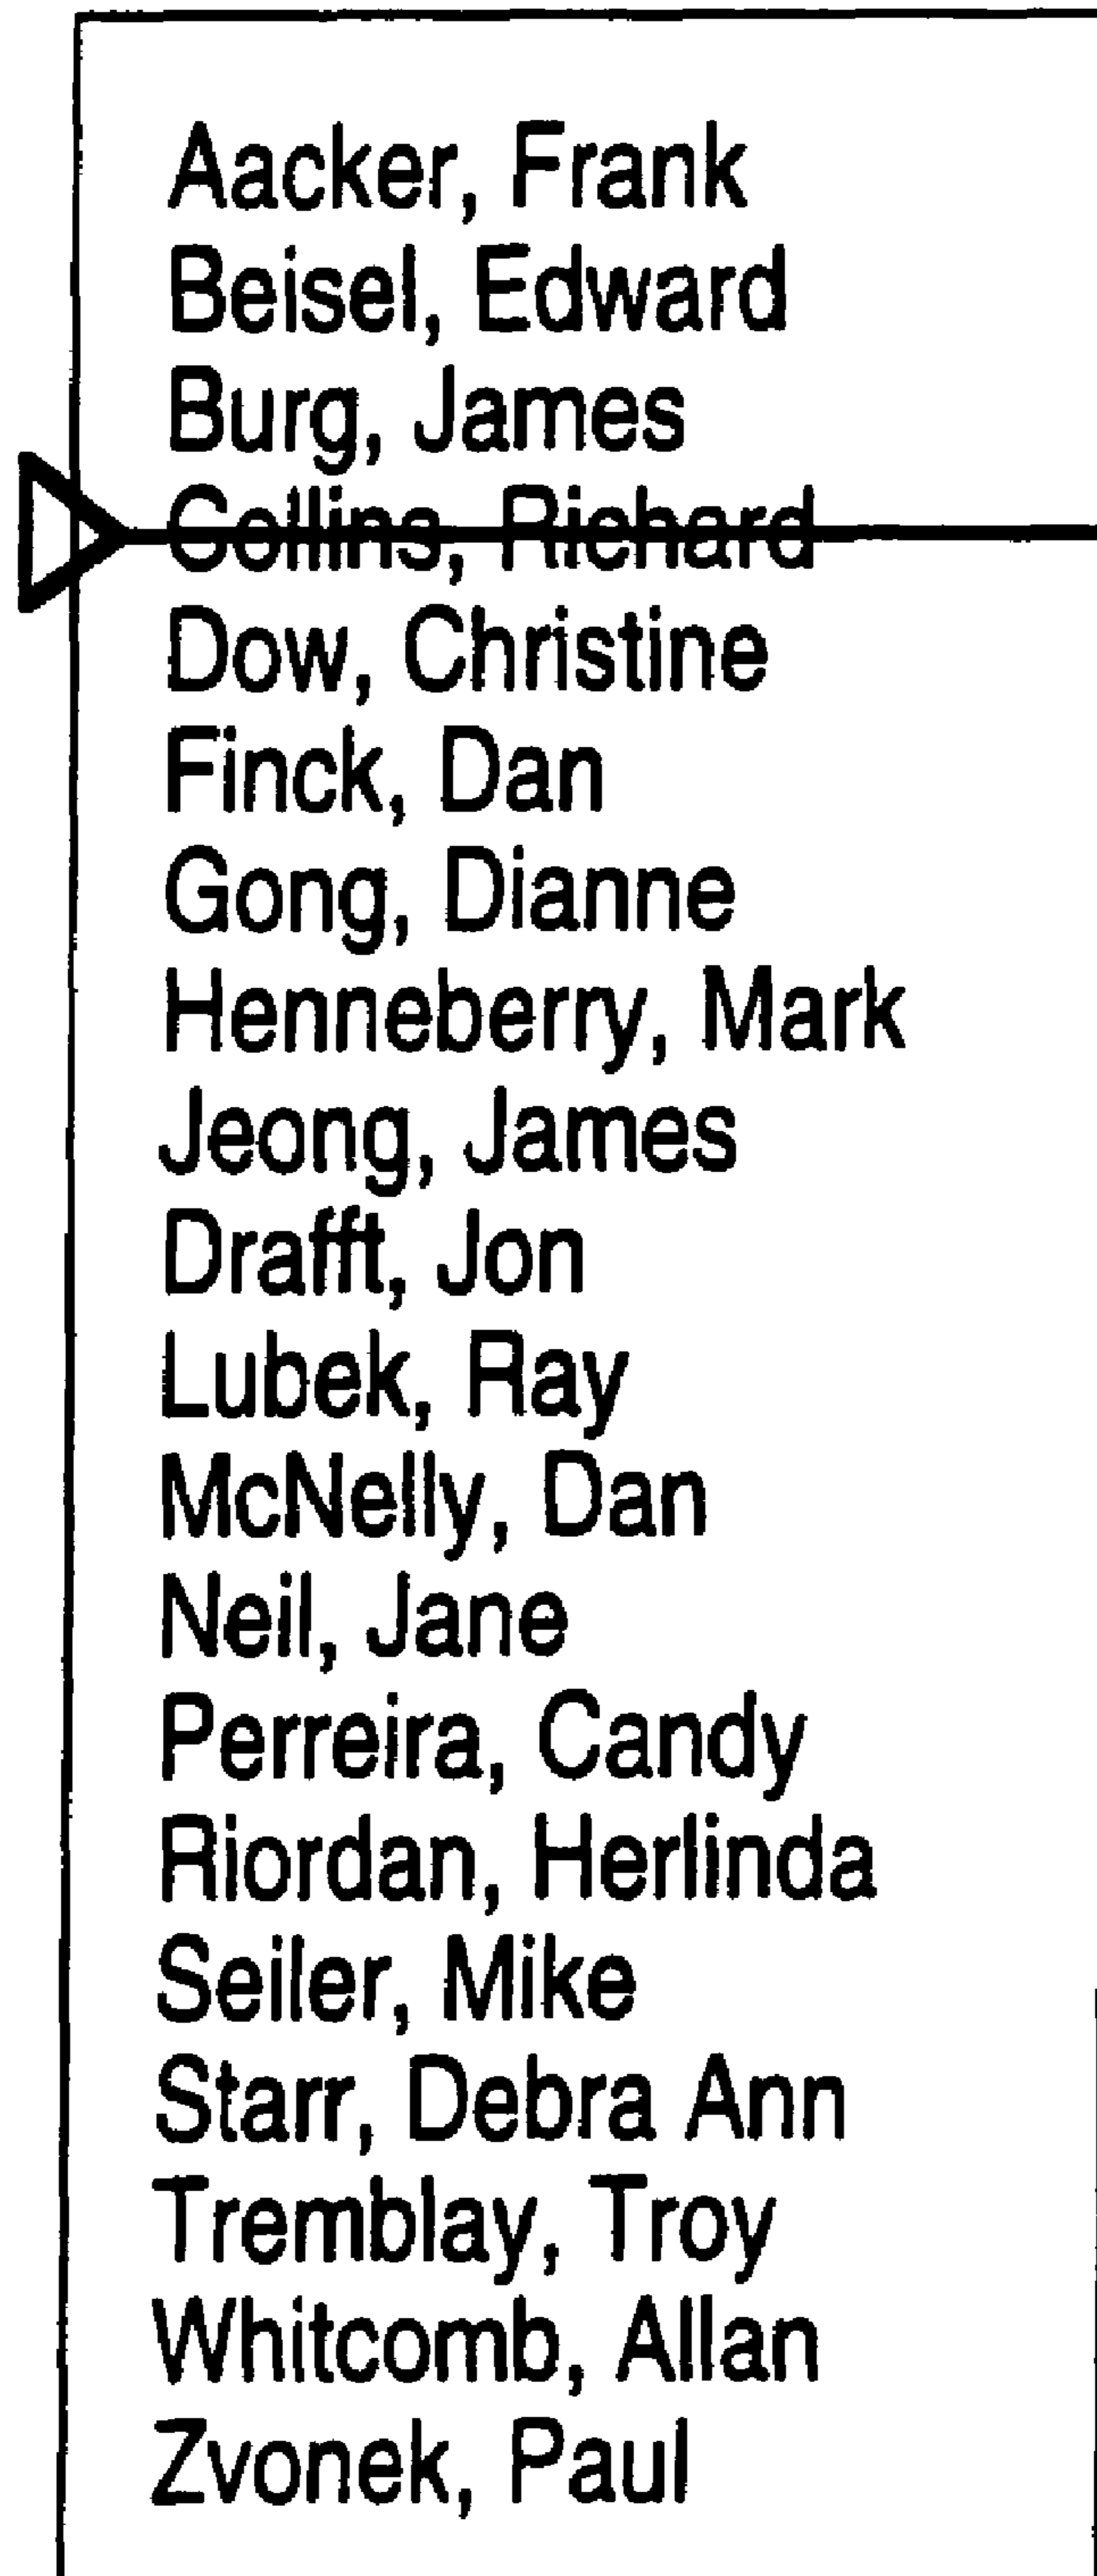 Aacker, Frank
Beisel, Edward
Burg, James
Collins, Richard
Dow, Christine
Finck, Dan
Gong, Dianne
Henneberry, Mark
Jeong, James
Drafft, Jon
Lubek, Ray
McNelly, Dan
Neil, Jane
Perreira, Candy
Riordan, Herlinda
Seiler, Mike
Starr, Debra Ann
Tremblay, Troy
Whitcomb, Allan
Zvonek, Paul